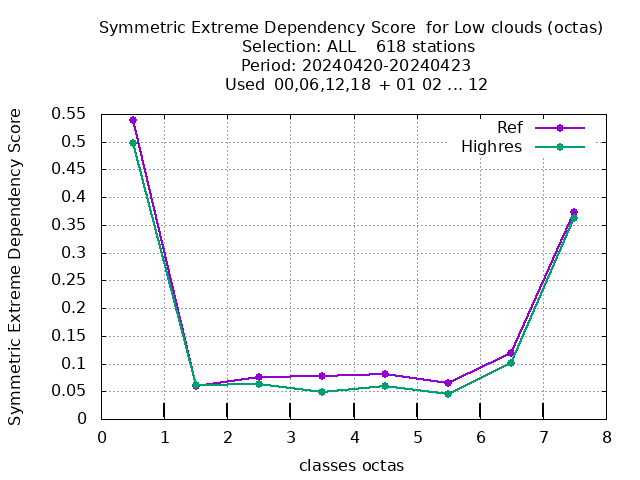 Symmetric Extreme Dependency Score  for Low clouds (octas)
Selection: ALL    618 stations
Period: 20240420-20240423
Used  00,06,12,18  + 01 02 ... 12
Symmetric Extreme Dependency Score
0.55
0.5
0.45
0.4
0.35
0.3
0.25
0.2
0.15
0.1
0.05
0
Ref
Highres
0 1 2 3 4 5 6 7 8
classes octas